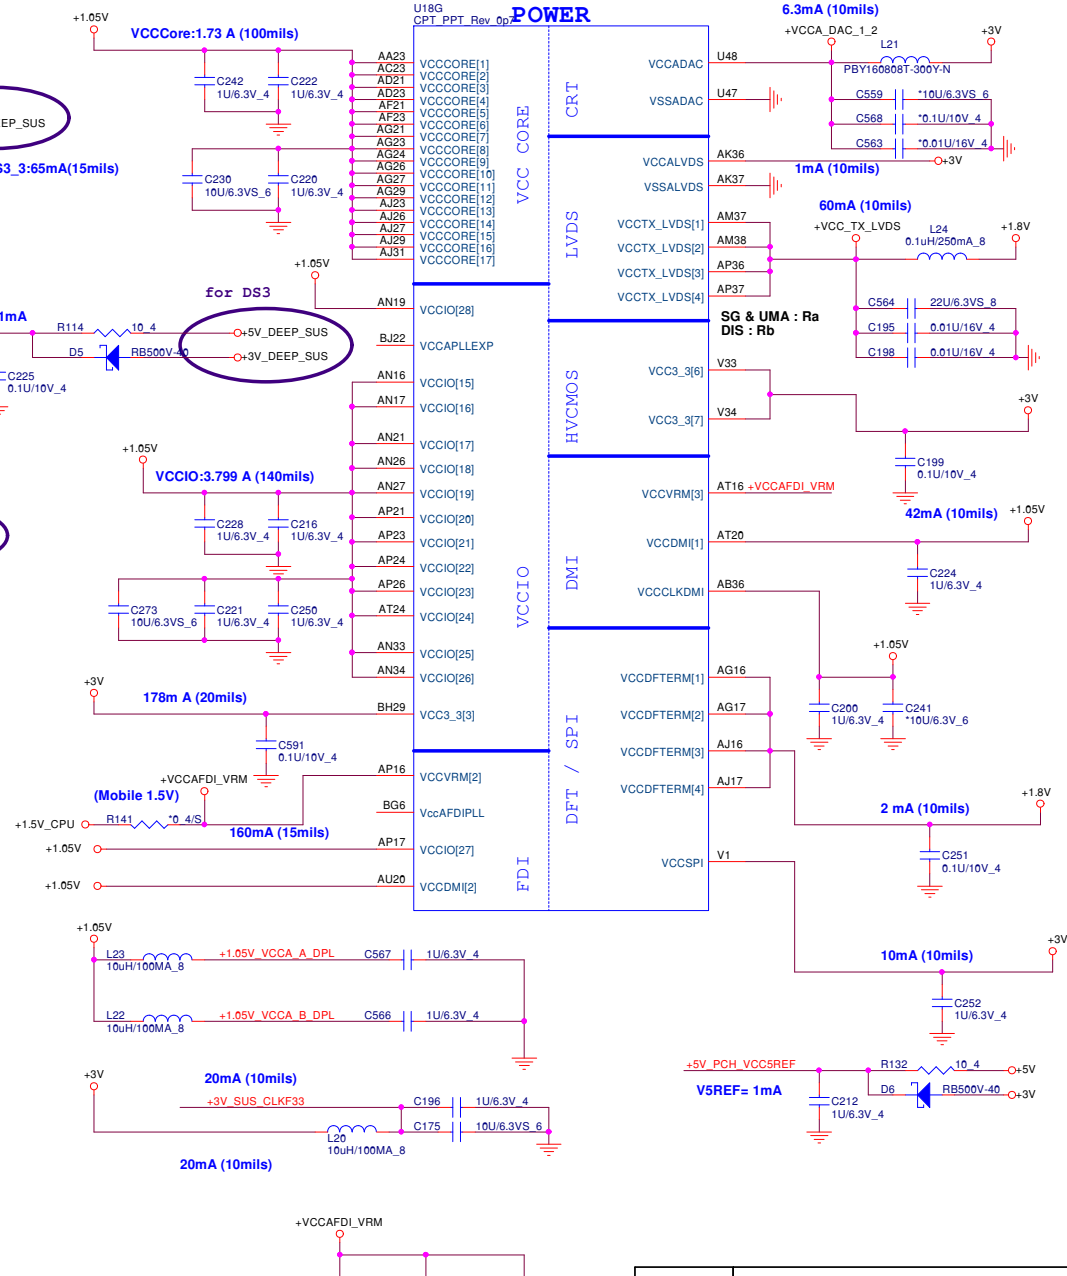 U18G
CPT_PPT_Rev_0p7
POWER
+1.05V
VCCCore:1.73 A (100mils)
C242
1U/6.3V_4
C222
1U/6.3V_4
C230
10U/6.3VS_6
C220
1U/6.3V_4
EP_SUS
S3_3:65mA(15mils)
AA23
AC23
AD21
AD23
AF21
AF23
AG21
AG23
AG24
AG26
AG27
AG29
AJ23
AJ26
AJ27
AJ29
AJ31
VCCCORE[1]
VCCCORE[2]
VCCCORE[3]
VCCCORE[4]
VCCCORE[5]
VCCCORE[6]
VCCCORE[7]
VCCCORE[8]
VCCCORE[9]
VCCCORE[10]
VCCCORE[11]
VCCCORE[12]
VCCCORE[13]
VCCCORE[14]
VCCCORE[15]
VCCCORE[16]
VCCCORE[17]
VCC CORE
CRT
LVDS
VCCADAC
U48
VSSADAC
U47
VCCALVDS
AK36
VSSALVDS
AK37
VCCTX_LVDS[1]
AM37
VCCTX_LVDS[2]
AM38
VCCTX_LVDS[3]
AP36
VCCTX_LVDS[4]
AP37
6.3mA (10mils)
+VCCA_DAC_1_2
L21
PBY160808T-300Y-N
+3V
C559
*10U/6.3VS_6
C568
*0.1U/10V_4
C563
*0.01U/16V_4
+3V
1mA (10mils)
60mA (10mils)
+VCC_TX_LVDS
L24
0.1uH/250mA_8
+1.8V
C564
22U/6.3VS_8
C195
0.01U/16V_4
C198
0.01U/16V_4
SG & UMA : Ra
DIS : Rb
+1.05V
for DS3
1mA
R114
10_4
+5V_DEEP_SUS
D5
RB500V-40
+3V_DEEP_SUS
C225
0.1U/10V_4
AN19
VCCIO[28]
BJ22
VCCAPLLEXP
AN16
VCCIO[15]
AN17
VCCIO[16]
AN21
VCCIO[17]
AN26
VCCIO[18]
AN27
VCCIO[19]
AP21
VCCIO[20]
AP23
VCCIO[21]
AP24
VCCIO[22]
AP26
VCCIO[23]
AT24
VCCIO[24]
AN33
VCCIO[25]
AN34
VCCIO[26]
BH29
VCC3_3[3]
VCCIO
+1.05V
VCCIO:3.799 A (140mils)
C228
1U/6.3V_4
C216
1U/6.3V_4
C273
10U/6.3VS_6
C221
1U/6.3V_4
C250
1U/6.3V_4
+3V
178m A (20mils)
C591
0.1U/10V_4
HVCMOS
VCC3_3[6]
V33
VCC3_3[7]
V34
+3V
C199
0.1U/10V_4
DMI
VCCVRM[3]
AT16
+VCCAFDI_VRM
VCCDMI[1]
AT20
42mA (10mils)
+1.05V
C224
1U/6.3V_4
VCCCLKDMI
AB36
+1.05V
C200
1U/6.3V_4
C241
*10U/6.3V_6
DFT / SPI
VCCDFTERM[1]
AG16
VCCDFTERM[2]
AG17
VCCDFTERM[3]
AJ16
VCCDFTERM[4]
AJ17
2 mA (10mils)
+1.8V
C251
0.1U/10V_4
VCCSPI
V1
10mA (10mils)
+3V
C252
1U/6.3V_4
+VCCAFDI_VRM
(Mobile 1.5V)
+1.5V_CPU
R141
*0_4/S
160mA (15mils)
+1.05V
+1.05V
AP16
VCCVRM[2]
BG6
VccAFDIPLL
AP17
VCCIO[27]
AU20
VCCDMI[2]
FDI
+1.05V
L23
10uH/100MA_8
+1.05V_VCCA_A_DPL
C567
1U/6.3V_4
L22
10uH/100MA_8
+1.05V_VCCA_B_DPL
C566
1U/6.3V_4
+3V
20mA (10mils)
+3V_SUS_CLKF33
C196
1U/6.3V_4
L20
10uH/100MA_8
C175
10U/6.3VS_6
20mA (10mils)
+5V_PCH_VCC5REF
R132
10_4
+5V
V5REF= 1mA
D6
RB500V-40
+3V
C212
1U/6.3V_4
+VCCAFDI_VRM